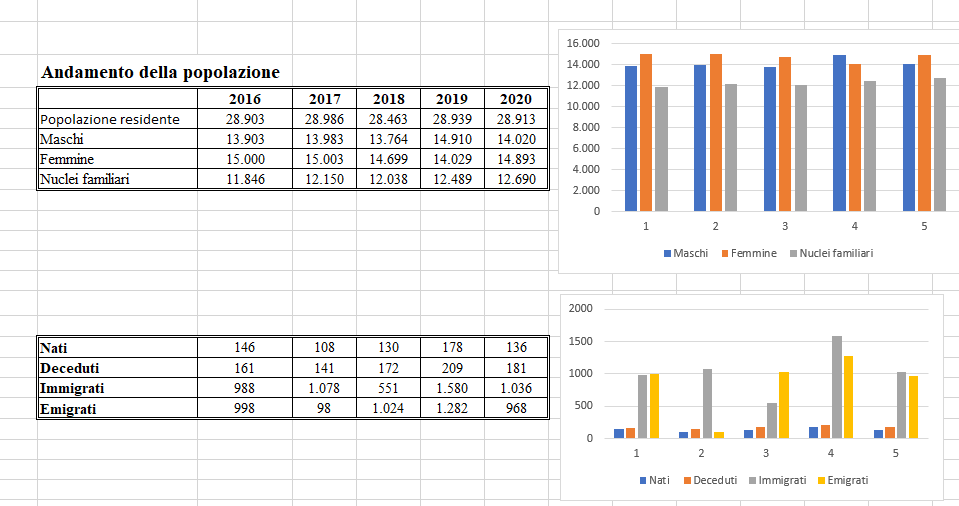 Andamento della popolazione
2016 2017 2018 2019 2020
Popolazione residente 28.903 28.986 28.463 28.939 28.913
Maschi 13.903 13.983 13.764 14.910 14.020
Femmine 15.000 15.003 14.699 14.029 14.893
Nuclei familiari 11.846 12.150 12.038 12.489 12.690
Nati 146 108 130 178 136
Deceduti 161 141 172 209 181
Immigrati 988 1.078 551 1.580 1.036
Emigrati 998 98 1.024 1.282 968
16.000
14.000
12.000
10.000
8.000
6.000
4.000
2.000
0
1 2 3 4 5
Maschi Femmine Nuclei familiari
2000
1500
1000
500
0
1 2 3 4 5
Nati Deceduti Immigrati Emigrati